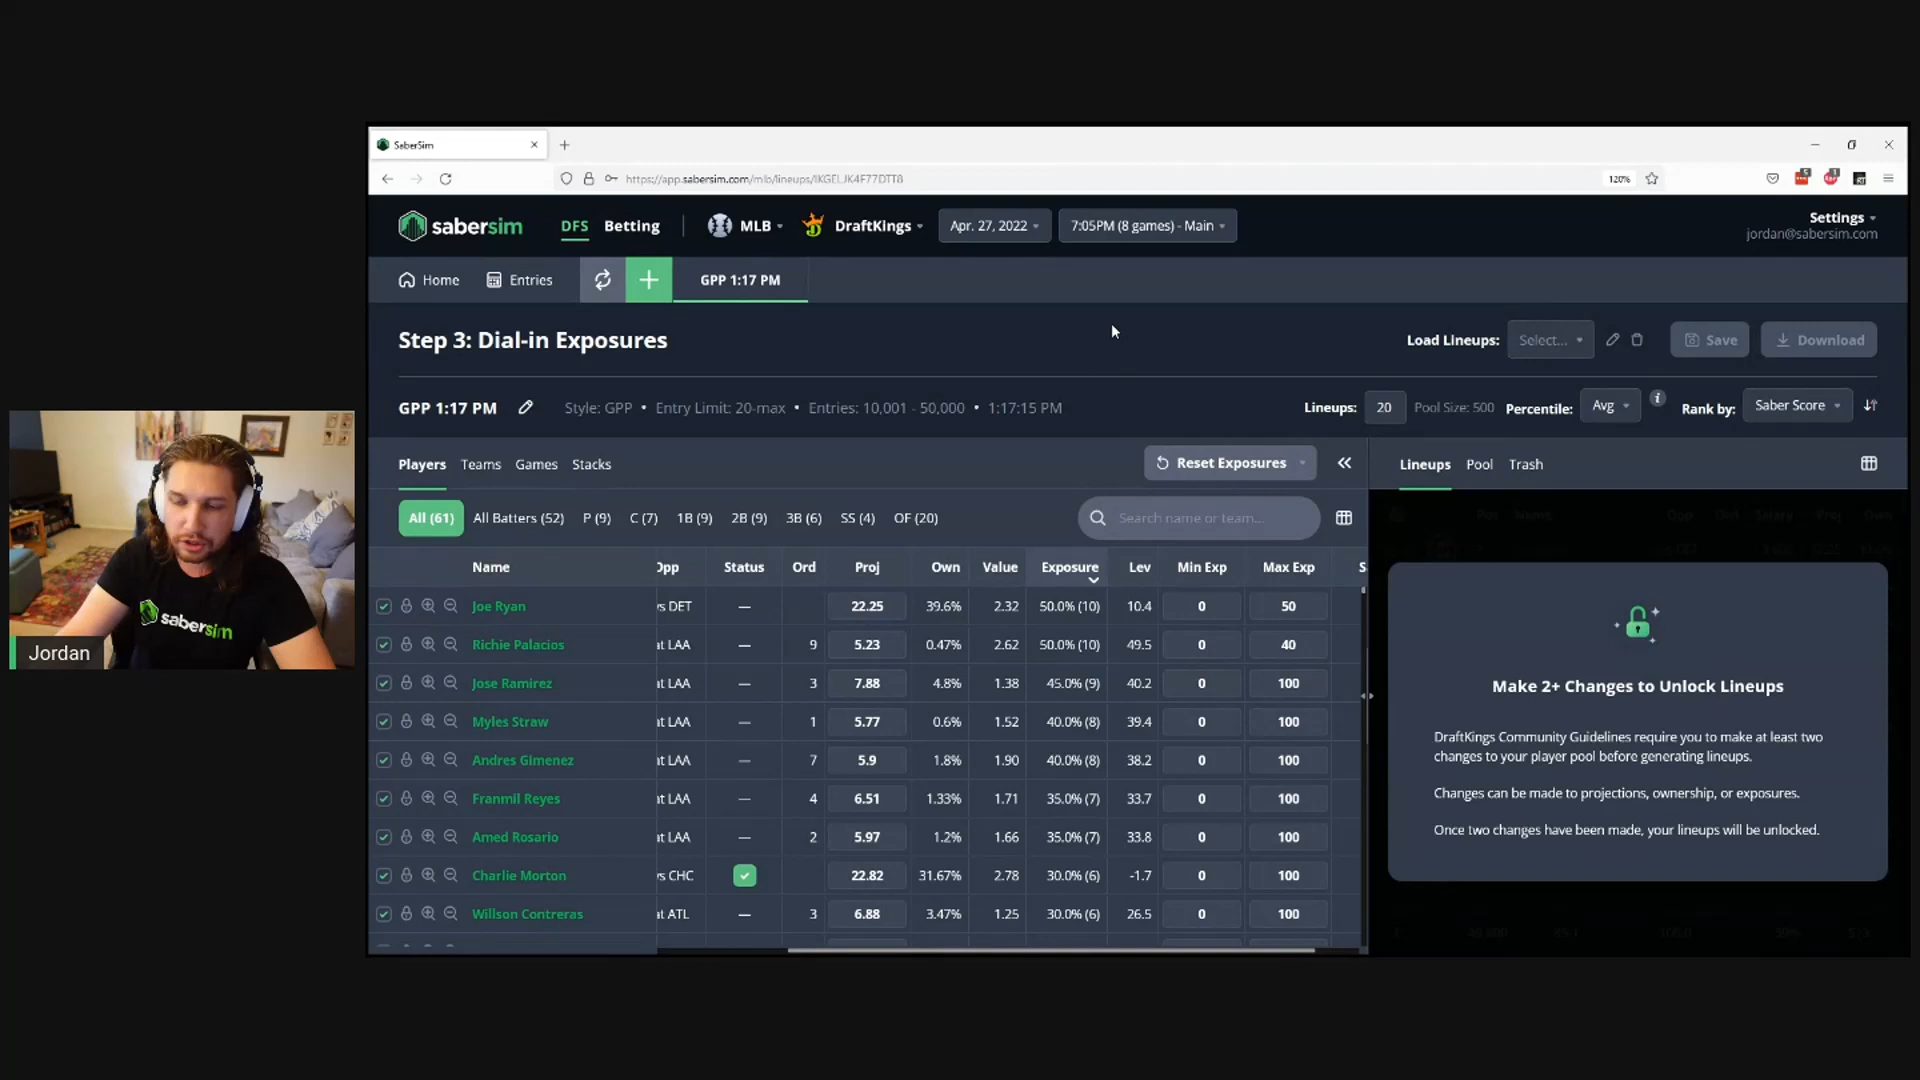 SaberSim
https://app.sabersim.com/mlb/lineups/IKGELJK4F77DTT8
120%
sabersim
DFS
Betting
MLB
DraftKings
Apr. 27, 2022
7:05PM (8 games) - Main
Settings
jordan@sabersim.com
Home
Entries
GPP 1:17 PM
Step 3: Dial-in Exposures
Load Lineups:
Select...
Save
Download
GPP 1:17 PM
Style: GPP • Entry Limit: 20-max • Entries: 10,001 - 50,000 • 1:17:15 PM
Lineups: 20 Pool Size: 500 Percentile: Avg Rank by: Saber Score
Players Teams Games Stacks
Reset Exposures
Lineups Pool Trash
All (61) All Batters (52) P (9) C (7) 1B (9) 2B (9) 3B (6) SS (4) OF (20)
Search name or team...
Name Opp Status Ord Proj Own Value Exposure Lev Min Exp Max Exp S
Joe Ryan vs DET — 22.25 39.6% 2.32 50.0% (10) 10.4 0 50
Richie Palacios at LAA — 9 5.23 0.47% 2.62 50.0% (10) 49.5 0 40
Jose Ramirez at LAA — 3 7.88 4.8% 1.38 45.0% (9) 40.2 0 100
Myles Straw at LAA — 1 5.77 0.6% 1.52 40.0% (8) 39.4 0 100
Andres Gimenez at LAA — 7 5.9 1.8% 1.90 40.0% (8) 38.2 0 100
Franmil Reyes at LAA — 4 6.51 1.33% 1.71 35.0% (7) 33.7 0 100
Amed Rosario at LAA — 2 5.97 1.2% 1.66 35.0% (7) 33.8 0 100
Charlie Morton vs CHC 22.82 31.67% 2.78 30.0% (6) -1.7 0 100
Willson Contreras at ATL — 3 6.88 3.47% 1.25 30.0% (6) 26.5 0 100
Make 2+ Changes to Unlock Lineups
DraftKings Community Guidelines require you to make at least two
changes to your player pool before generating lineups.
Changes can be made to projections, ownership, or exposures.
Once two changes have been made, your lineups will be unlocked.
sabersim
Jordan